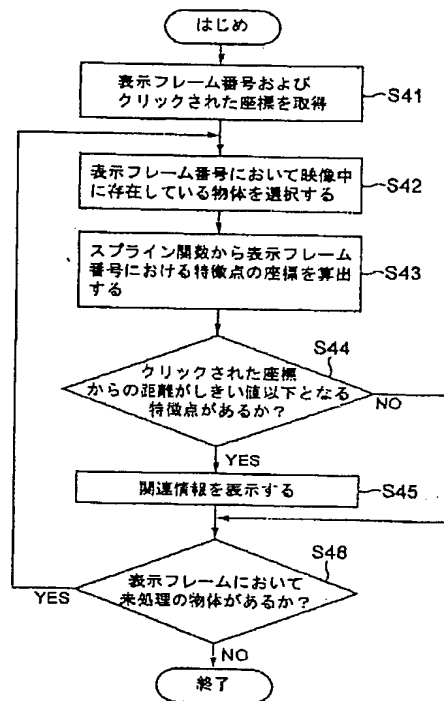 はじめ
表示フレーム番号および
クリックされた座標を取得
S41
表示フレーム番号において映像中
に存在している物体を選択する
S42
スプライン関数から表示フレーム
番号における特徴点の座標を算出
する
S43
S44
クリックされた座標
からの距離がしきい値以下となる
特徴点があるか?
NO
YES
関連情報を表示する
S45
S48
表示フレームにおいて
未処理の物体があるか?
YES
NO
終了